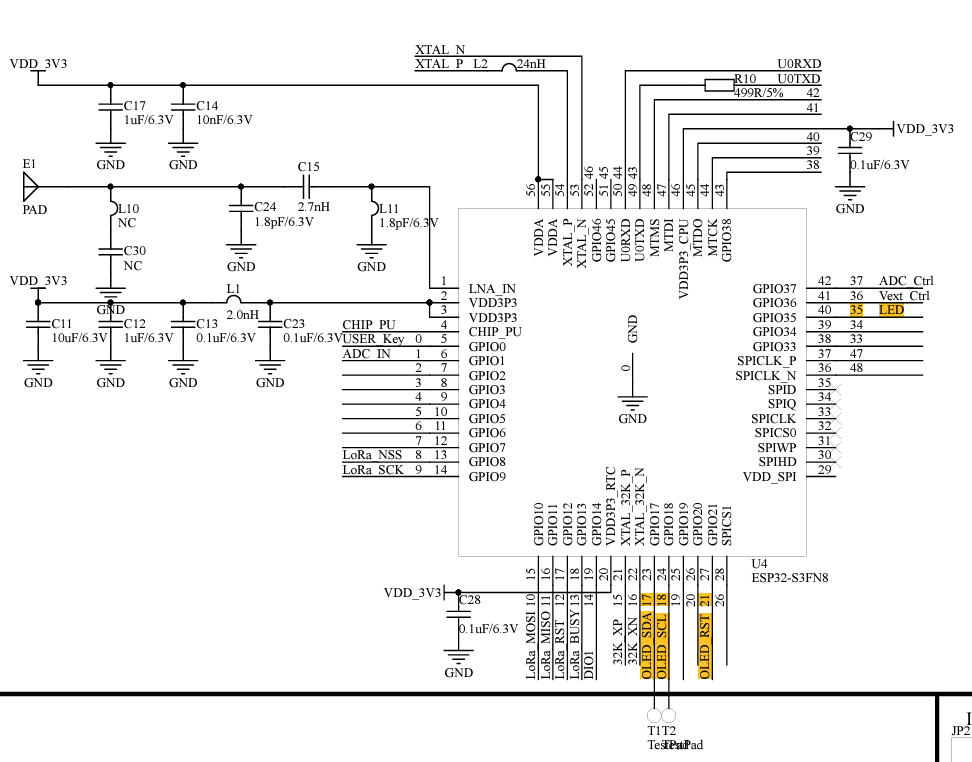 XTAL_N
XTAL_P L2 24nH
VDD_3V3
U0RXD
R10 U0TXD
499R/5% 42
41
C17
1uF/6.3V
GND
C14
10nF/6.3V
GND
C29
0.1uF/6.3V
GND
VDD_3V3
40
39
38
E1
PAD
C15
2.7nH
L10
NC
C30
NC
GND
C24
1.8pF/6.3V
GND
L11
1.8pF/6.3V
GND
56 55 54 53 52 46 51 45 50 44 49 43 48 47 46 45 44 43
VDDA VDDA XTAL_P XTAL_N GPIO46 GPIO45 U0RXD U0TXD MTMS MTDI VDD3P3_CPU MTDO MTCK GPIO38
VDD_3V3
L1
2.0nH
C11
10uF/6.3V
GND
C12
1uF/6.3V
GND
C13
0.1uF/6.3V
GND
C23
0.1uF/6.3V
GND
1 LNA_IN
2 VDD3P3
3 VDD3P3
CHIP_PU 4 CHIP_PU
USER_Key 0 5 GPIO0
ADC_IN 1 6 GPIO1
2 7 GPIO2
3 8 GPIO3
4 9 GPIO4
5 10 GPIO5
6 11 GPIO6
7 12 GPIO7
LoRa_NSS 8 13 GPIO8
LoRa_SCK 9 14 GPIO9
GND
0
GND
GPIO37 42 37 ADC_Ctrl
GPIO36 41 36 Vext_Ctrl
GPIO35 40 35 LED
GPIO34 39 34
GPIO33 38 33
SPICLK_P 37 47
SPICLK_N 36 48
SPID 35
SPIQ 34
SPICLK 33
SPICS0 32
SPIWP 31
SPIHD 30
VDD_SPI 29
GPIO10 GPIO11 GPIO12 GPIO13 GPIO14 VDD3P3_RTC XTAL_32K_P XTAL_32K_N GPIO17 GPIO18 GPIO19 GPIO20 GPIO21 SPICS1
15 16 17 18 19 20 21 22 23 24 25 26 27 28
U4
ESP32-S3FN8
VDD_3V3
C28
0.1uF/6.3V
GND
LoRa_MOSI 10
LoRa_MISO 11
LoRa_RST 12
LoRa_BUSY 13
DIO1 14
32K_XP 15
32K_XN 16
OLED_SDA 17
OLED_SCL 18
19
20
OLED_RST 21
26
T1 T2
TestPad
JP2